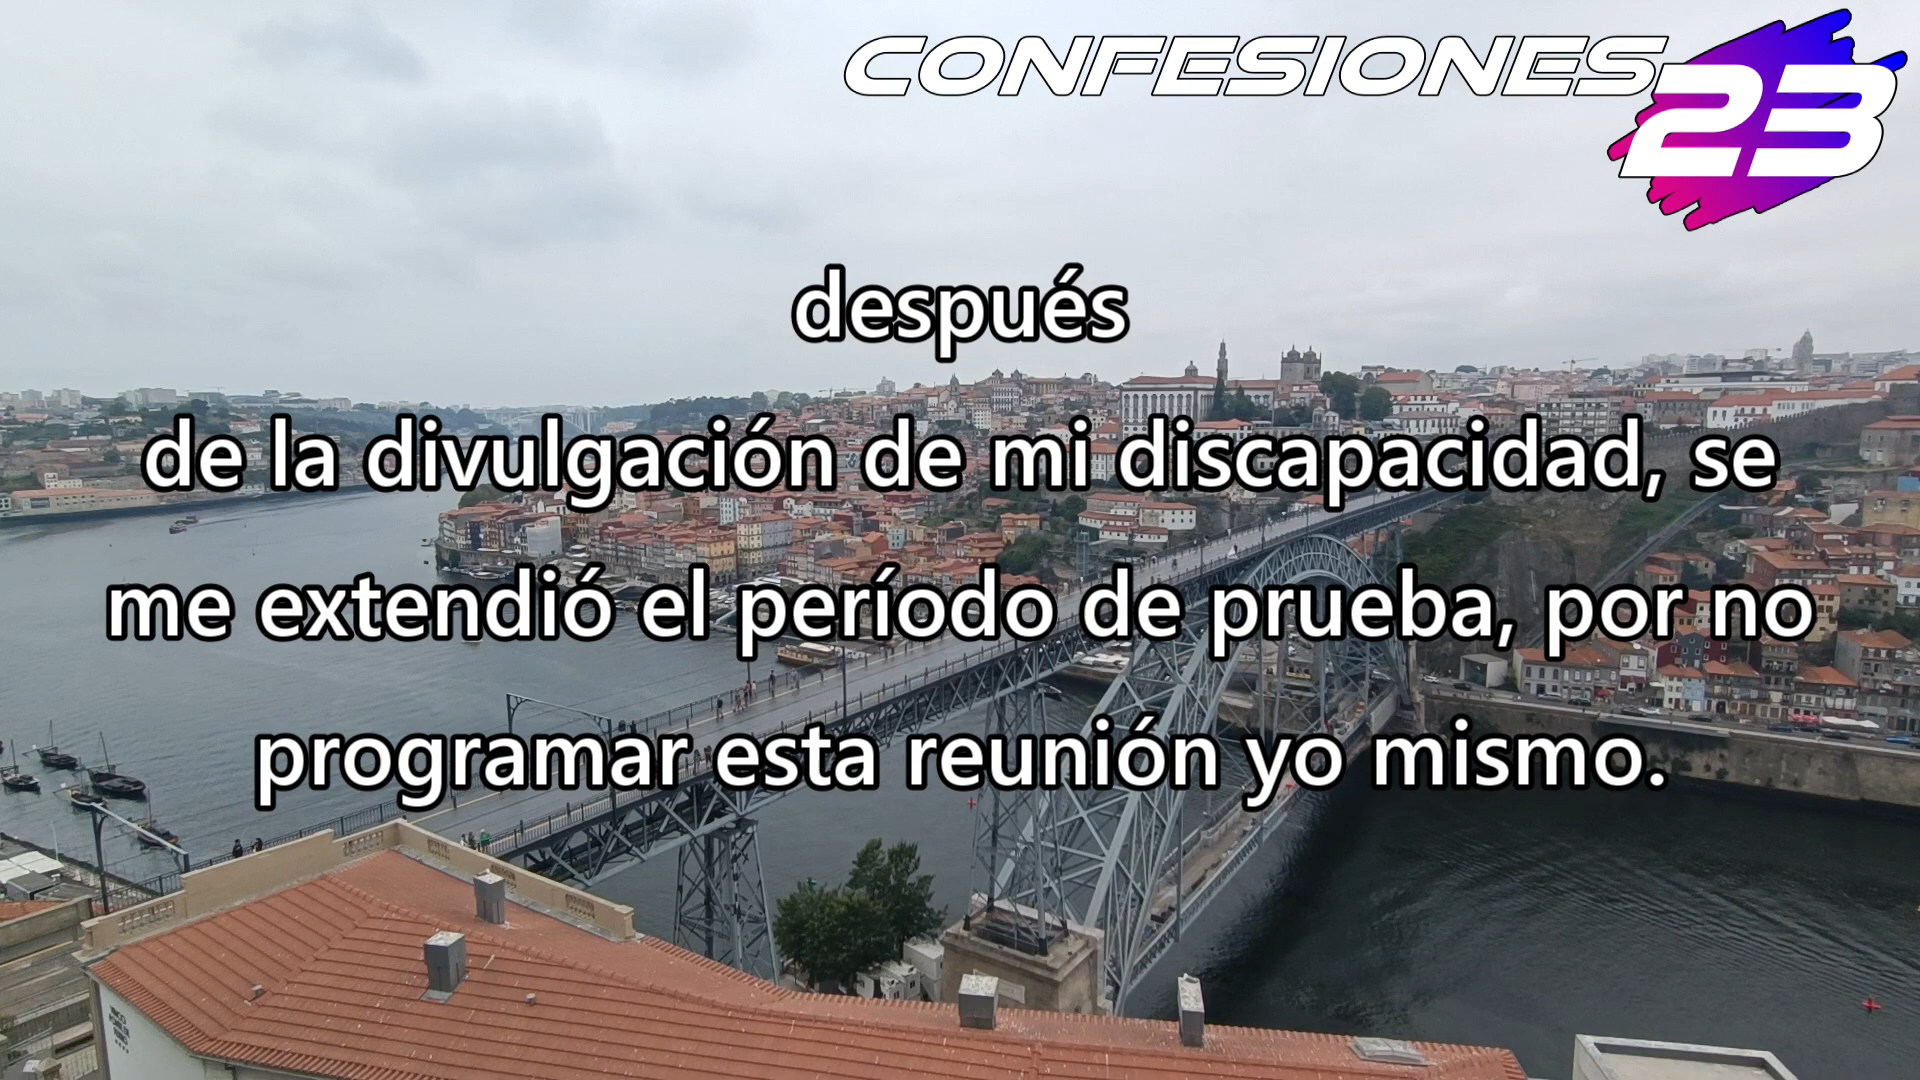 CONFESIONES
23
después
de la divulgación de mi discapacidad, se
me extendió el período de prueba, por no
programar esta reunión yo mismo.